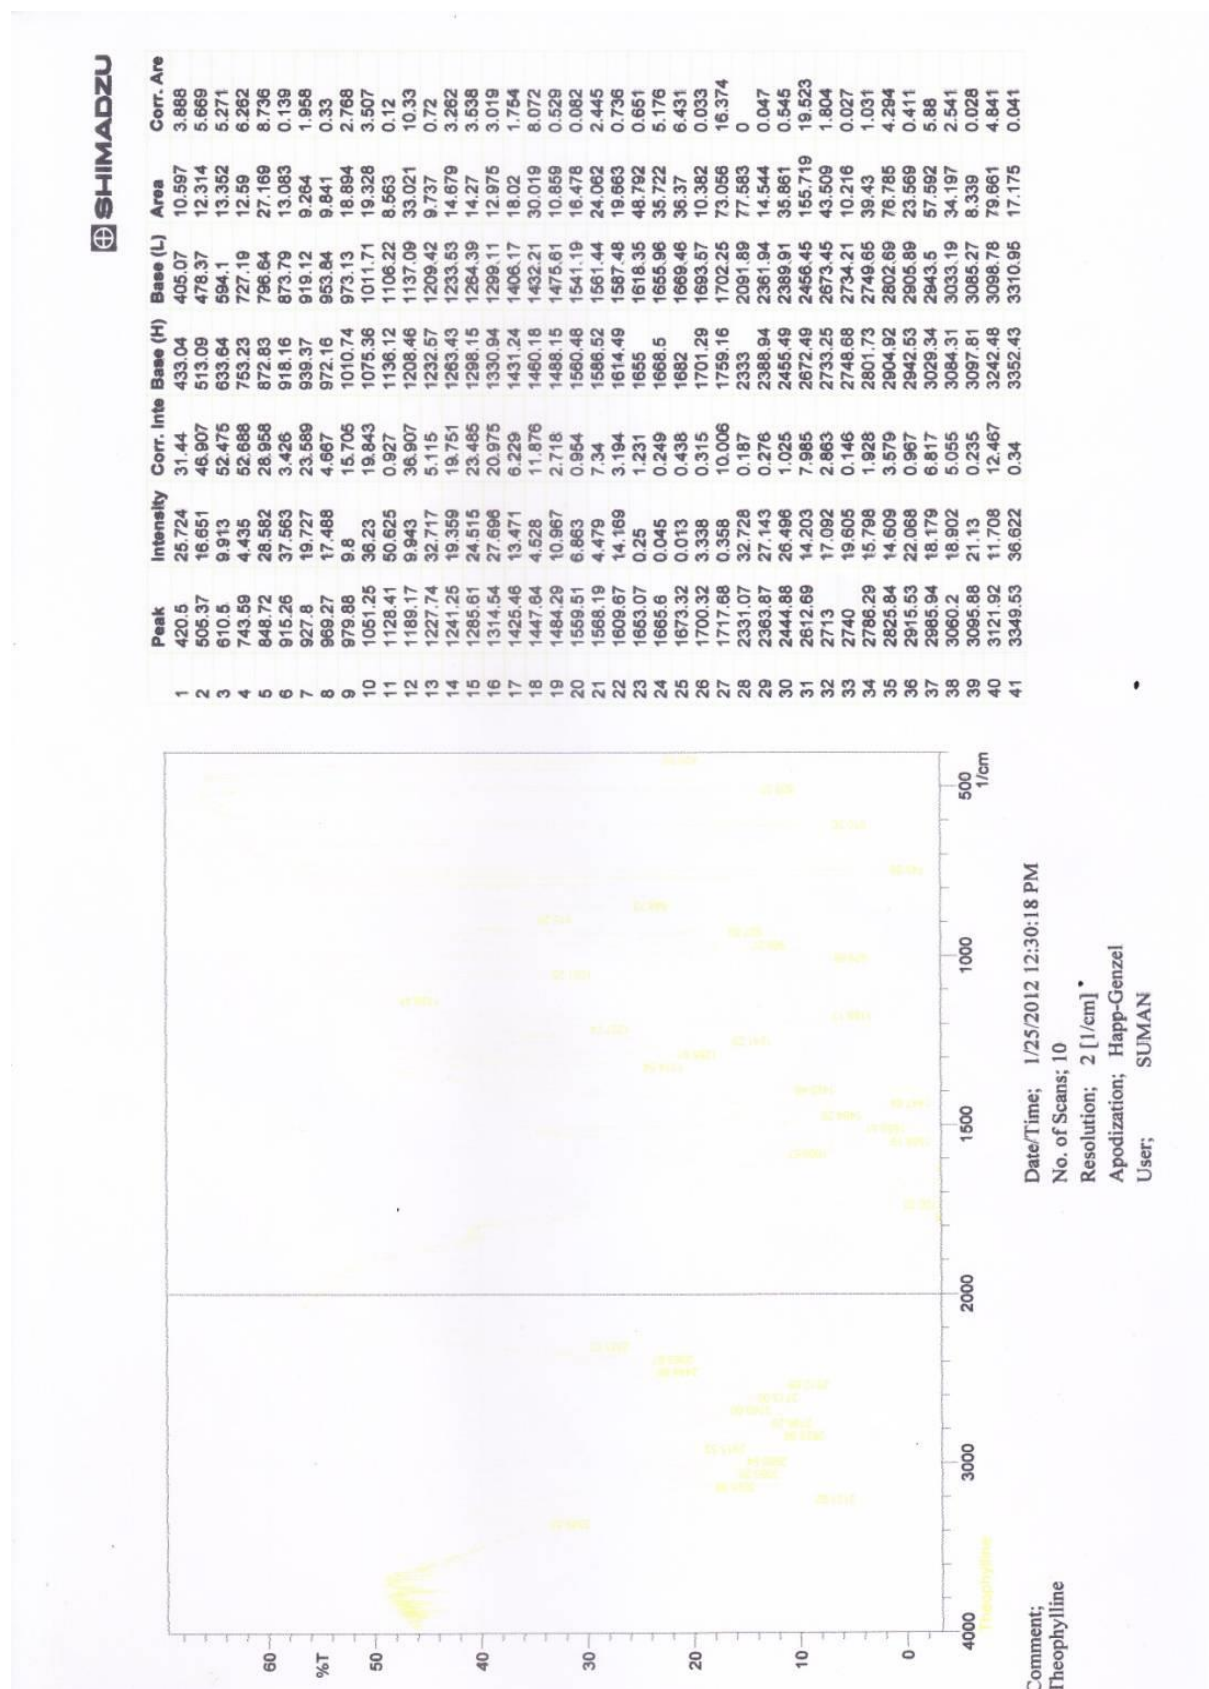 SHIMADZU
Peak Intensity Corr. Inte Base (H) Base (L) Area Corr. Are
1 420.5 25.724 31.44 433.04 405.07 10.597 3.888
2 505.37 16.651 46.907 513.09 478.37 12.314 5.669
3 610.5 9.913 52.475 633.64 594.1 13.352 5.271
4 743.59 4.435 52.688 753.23 727.19 12.59 6.262
5 848.72 28.582 28.958 872.83 796.64 27.169 8.736
6 915.26 37.563 3.426 918.16 873.79 13.083 0.139
7 927.8 19.727 23.589 939.37 919.12 9.264 1.958
8 969.27 17.488 4.667 972.16 953.84 9.841 0.33
9 979.88 9.8 15.705 1010.74 973.13 18.894 2.768
10 1051.25 36.23 19.843 1075.36 1011.71 19.328 3.507
11 1128.41 50.625 0.927 1136.12 1106.22 8.563 0.12
12 1189.17 9.943 36.907 1208.46 1137.09 33.021 10.33
13 1227.74 32.717 5.115 1232.57 1209.42 9.737 0.72
14 1241.25 19.359 19.751 1263.43 1233.53 14.679 3.262
15 1285.61 24.515 23.485 1298.15 1264.39 14.27 3.538
16 1314.54 27.696 20.975 1330.94 1299.11 12.975 3.019
17 1425.46 13.471 6.229 1431.24 1406.17 18.02 1.754
18 1447.64 4.528 11.876 1460.18 1432.21 30.019 8.072
19 1484.29 10.967 2.718 1488.15 1475.61 10.859 0.529
20 1559.51 6.863 0.954 1560.48 1541.19 16.478 0.082
21 1568.19 4.479 7.34 1586.52 1561.44 24.062 2.445
22 1609.67 14.169 3.194 1614.49 1587.48 19.663 0.736
23 1653.07 0.25 1.231 1655 1618.35 48.792 0.651
24 1665.6 0.045 0.249 1668.5 1655.96 35.722 5.176
25 1673.32 0.013 0.438 1682 1669.46 36.37 6.431
26 1700.32 3.338 0.315 1701.29 1693.57 10.382 0.033
27 1717.68 0.358 10.006 1759.16 1702.25 73.056 16.374
28 2331.07 32.728 0.187 2333 2091.89 77.583 0
29 2363.87 27.143 0.276 2388.94 2361.94 14.544 0.047
30 2444.88 26.496 1.025 2455.49 2389.91 35.861 0.545
31 2612.69 14.203 7.985 2672.49 2456.45 155.719 19.523
32 2713 17.092 2.863 2733.25 2673.45 43.509 1.804
33 2740 19.605 0.146 2748.68 2734.21 10.216 0.027
34 2786.29 15.798 1.928 2801.73 2749.65 39.43 1.031
35 2825.84 14.609 3.579 2904.92 2802.69 76.785 4.294
36 2915.53 22.068 0.967 2942.53 2905.89 23.569 0.411
37 2985.94 18.179 6.817 3029.34 2943.5 57.592 5.88
38 3060.2 18.902 5.055 3084.31 3033.19 34.197 2.541
39 3095.88 21.13 0.235 3097.81 3085.27 8.339 0.028
40 3121.92 11.708 12.467 3242.48 3098.78 79.661 4.841
41 3349.53 36.622 0.34 3352.43 3310.95 17.175 0.041
60
%T
50
40
30
20
10
0
4000 3000 2000 1500 1000 500
1/cm
Theophylline
Comment;
Theophylline
Date/Time; 1/25/2012 12:30:18 PM
No. of Scans; 10
Resolution; 2 [1/cm]
Apodization; Happ-Genzel
User; SUMAN